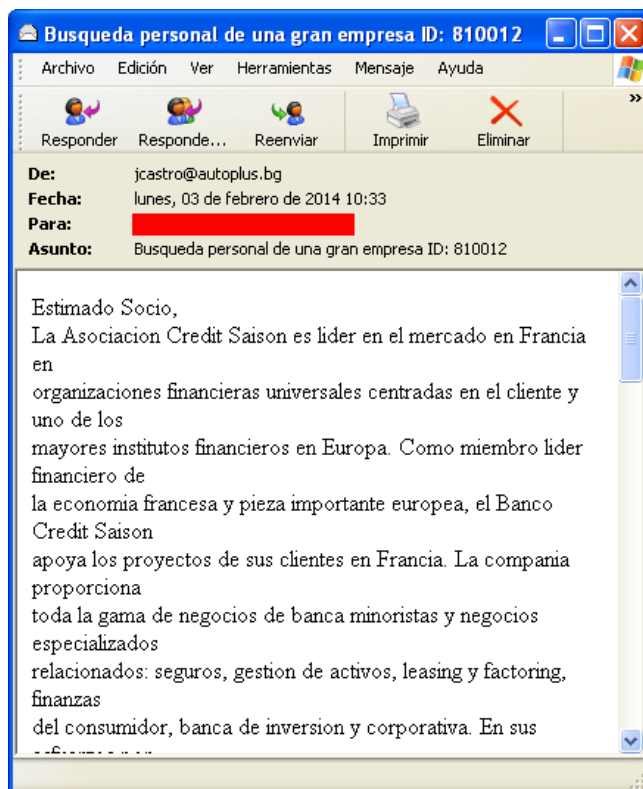 Busqueda personal de una gran empresa ID: 810012
Archivo Edición Ver Herramientas Mensaje Ayuda
»
Responder Responde... Reenviar Imprimir Eliminar
De: jcastro@autoplus.bg
Fecha: lunes, 03 de febrero de 2014 10:33
Para:
Asunto: Busqueda personal de una gran empresa ID: 810012
Estimado Socio,
La Asociacion Credit Saison es lider en el mercado en Francia
en
organizaciones financieras universales centradas en el cliente y
uno de los
mayores institutos financieros en Europa. Como miembro lider
financiero de
la economia francesa y pieza importante europea, el Banco
Credit Saison
apoya los proyectos de sus clientes en Francia. La compania
proporciona
toda la gama de negocios de banca minoristas y negocios
especializados
relacionados: seguros, gestion de activos, leasing y factoring,
finanzas
del consumidor, banca de inversion y corporativa. En sus